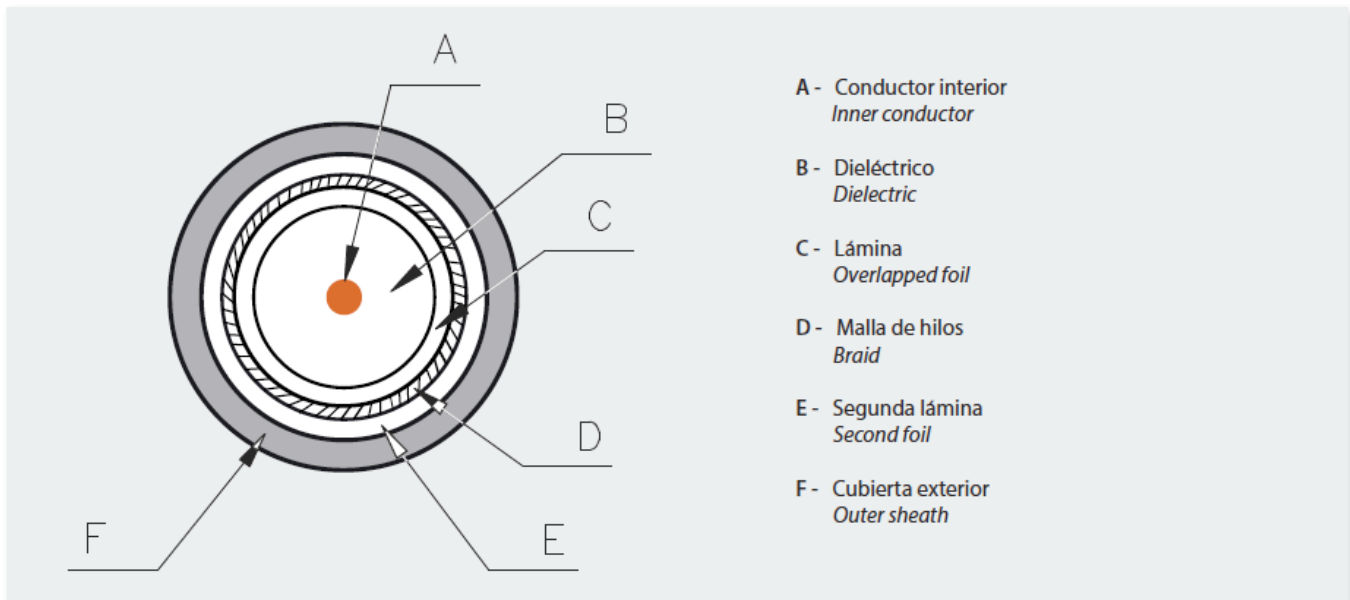 A
B
C
D
E
F
A - Conductor interior
Inner conductor
B - Dieléctrico
Dielectric
C - Lámina
Overlapped foil
D - Malla de hilos
Braid
E - Segunda lámina
Second foil
F - Cubierta exterior
Outer sheath